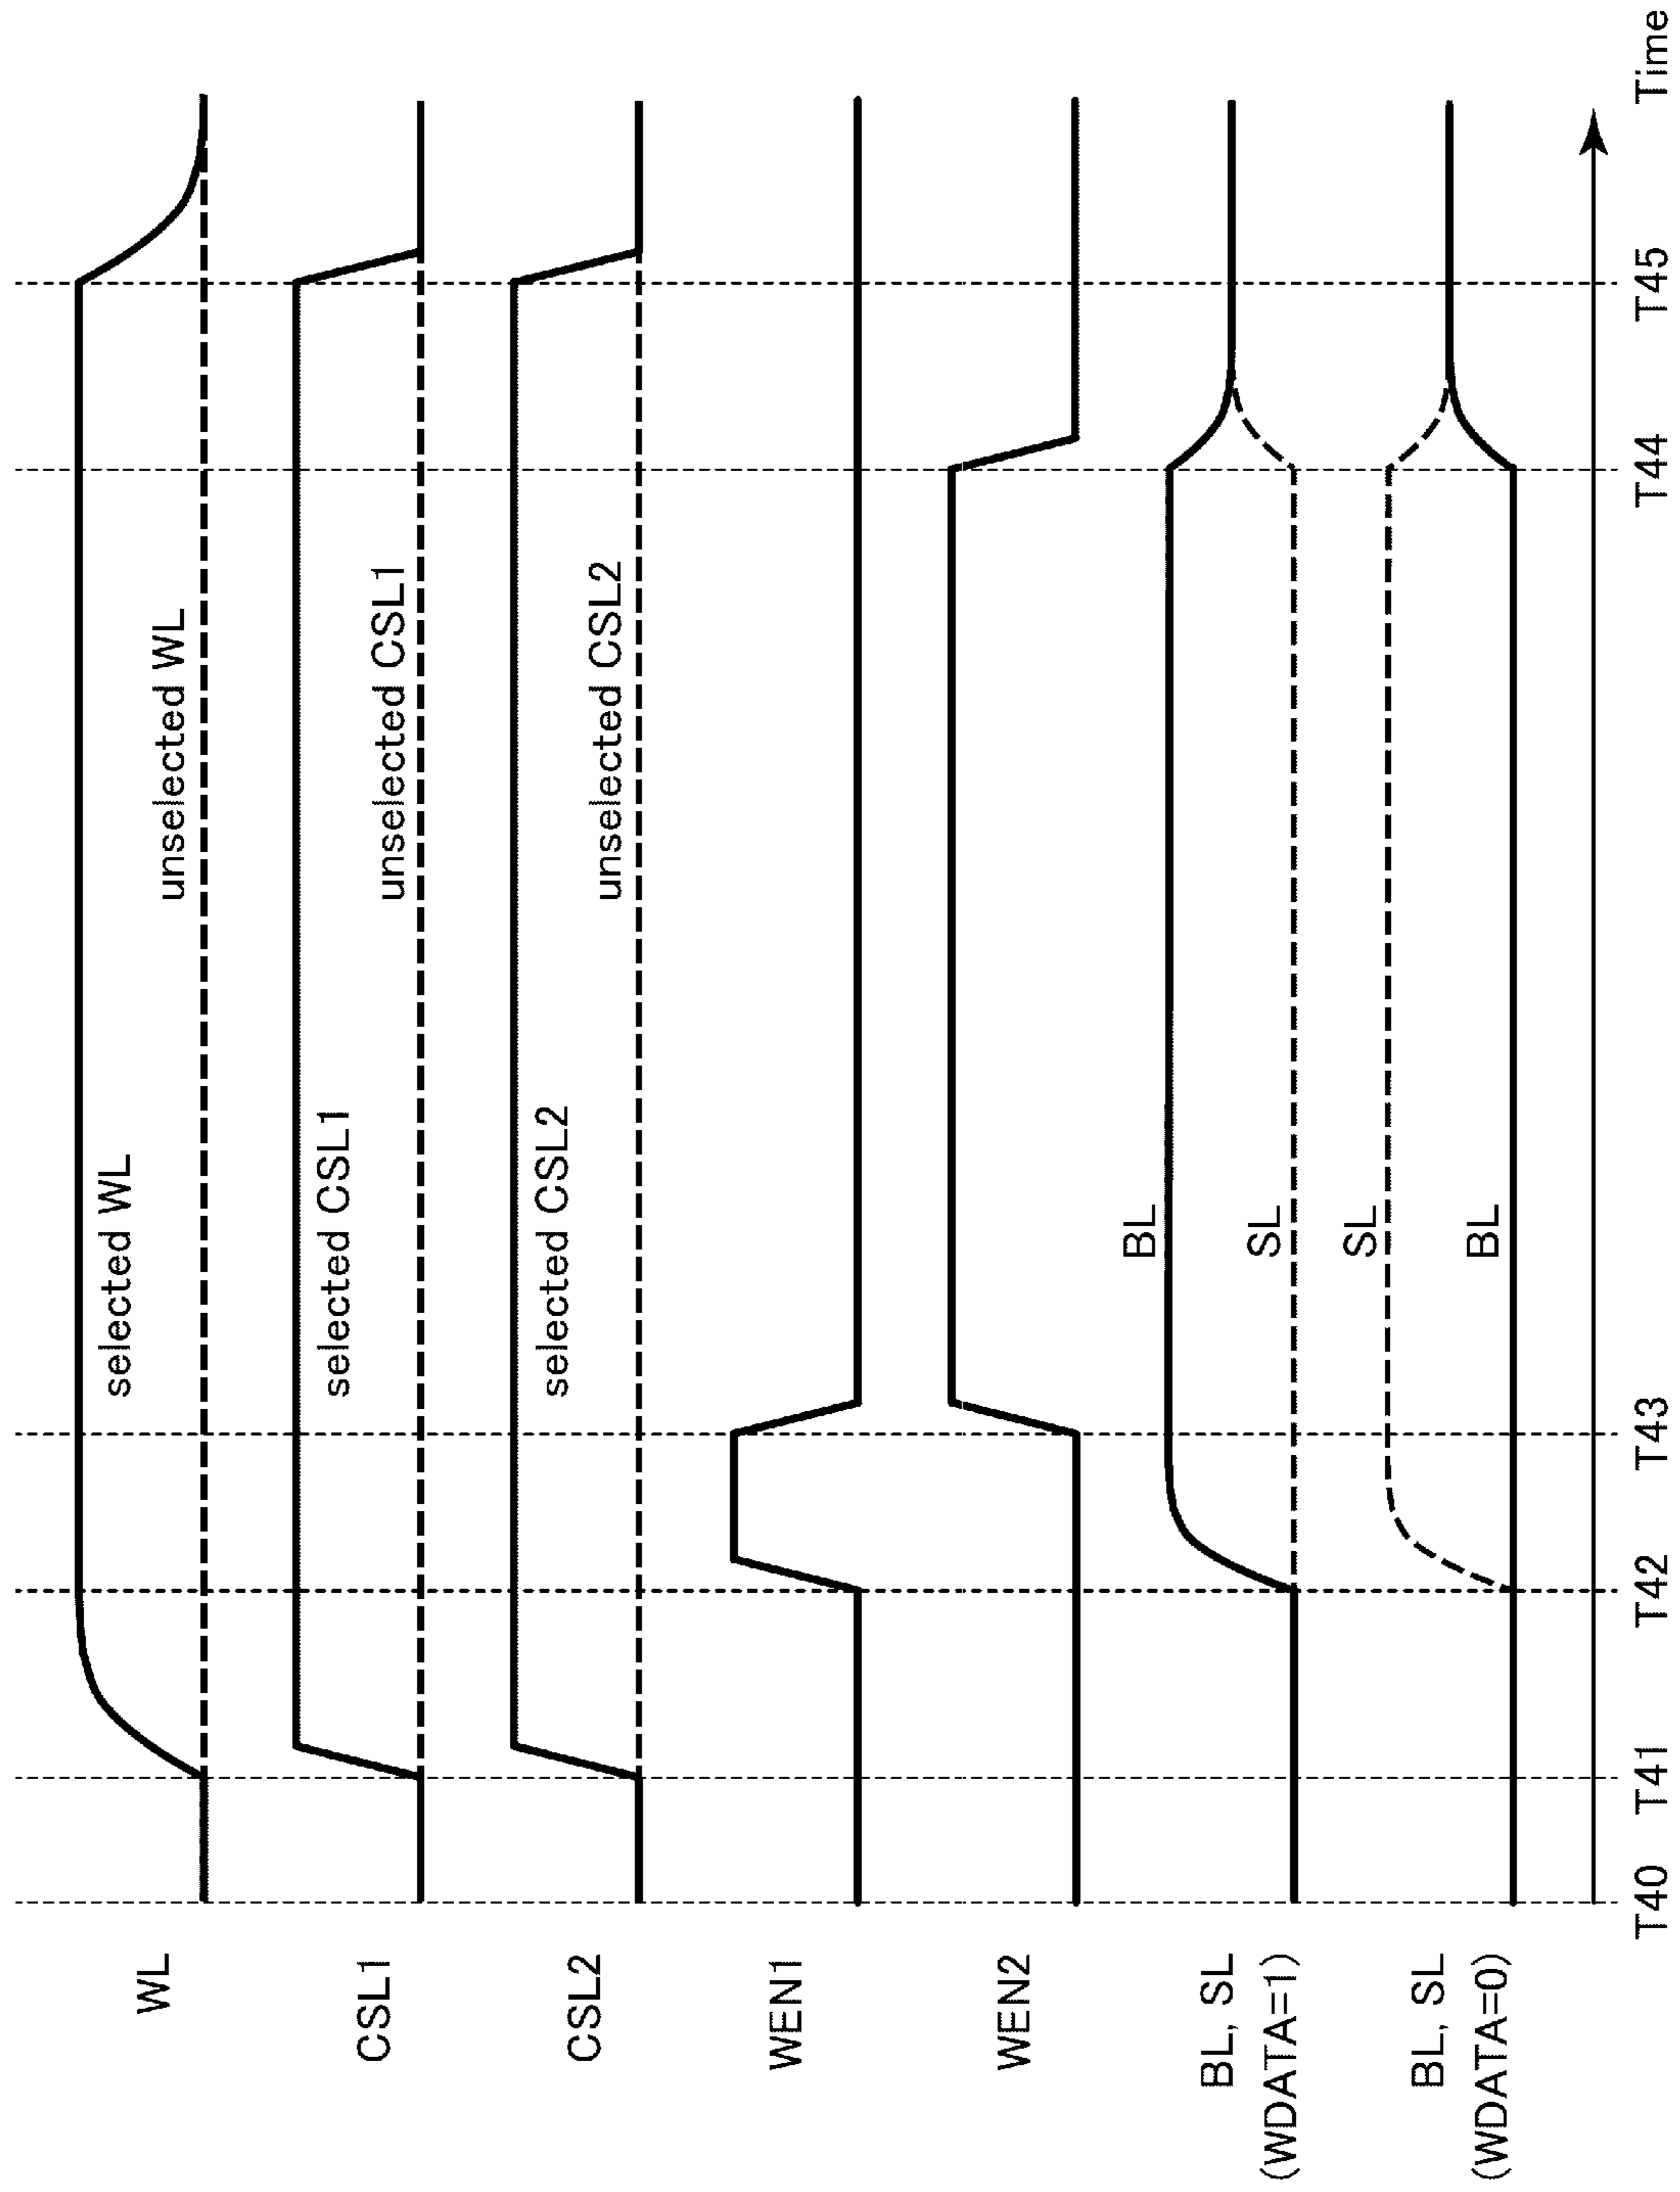 WL
selected WL
unselected WL
CSL1
selected CSL1
unselected CSL1
CSL2
selected CSL2
unselected CSL2
WEN1
WEN2
BL, SL
(WDATA=1)
BL
SL
BL, SL
(WDATA=0)
SL
BL
T40 T41 T42 T43 T44 T45 Time